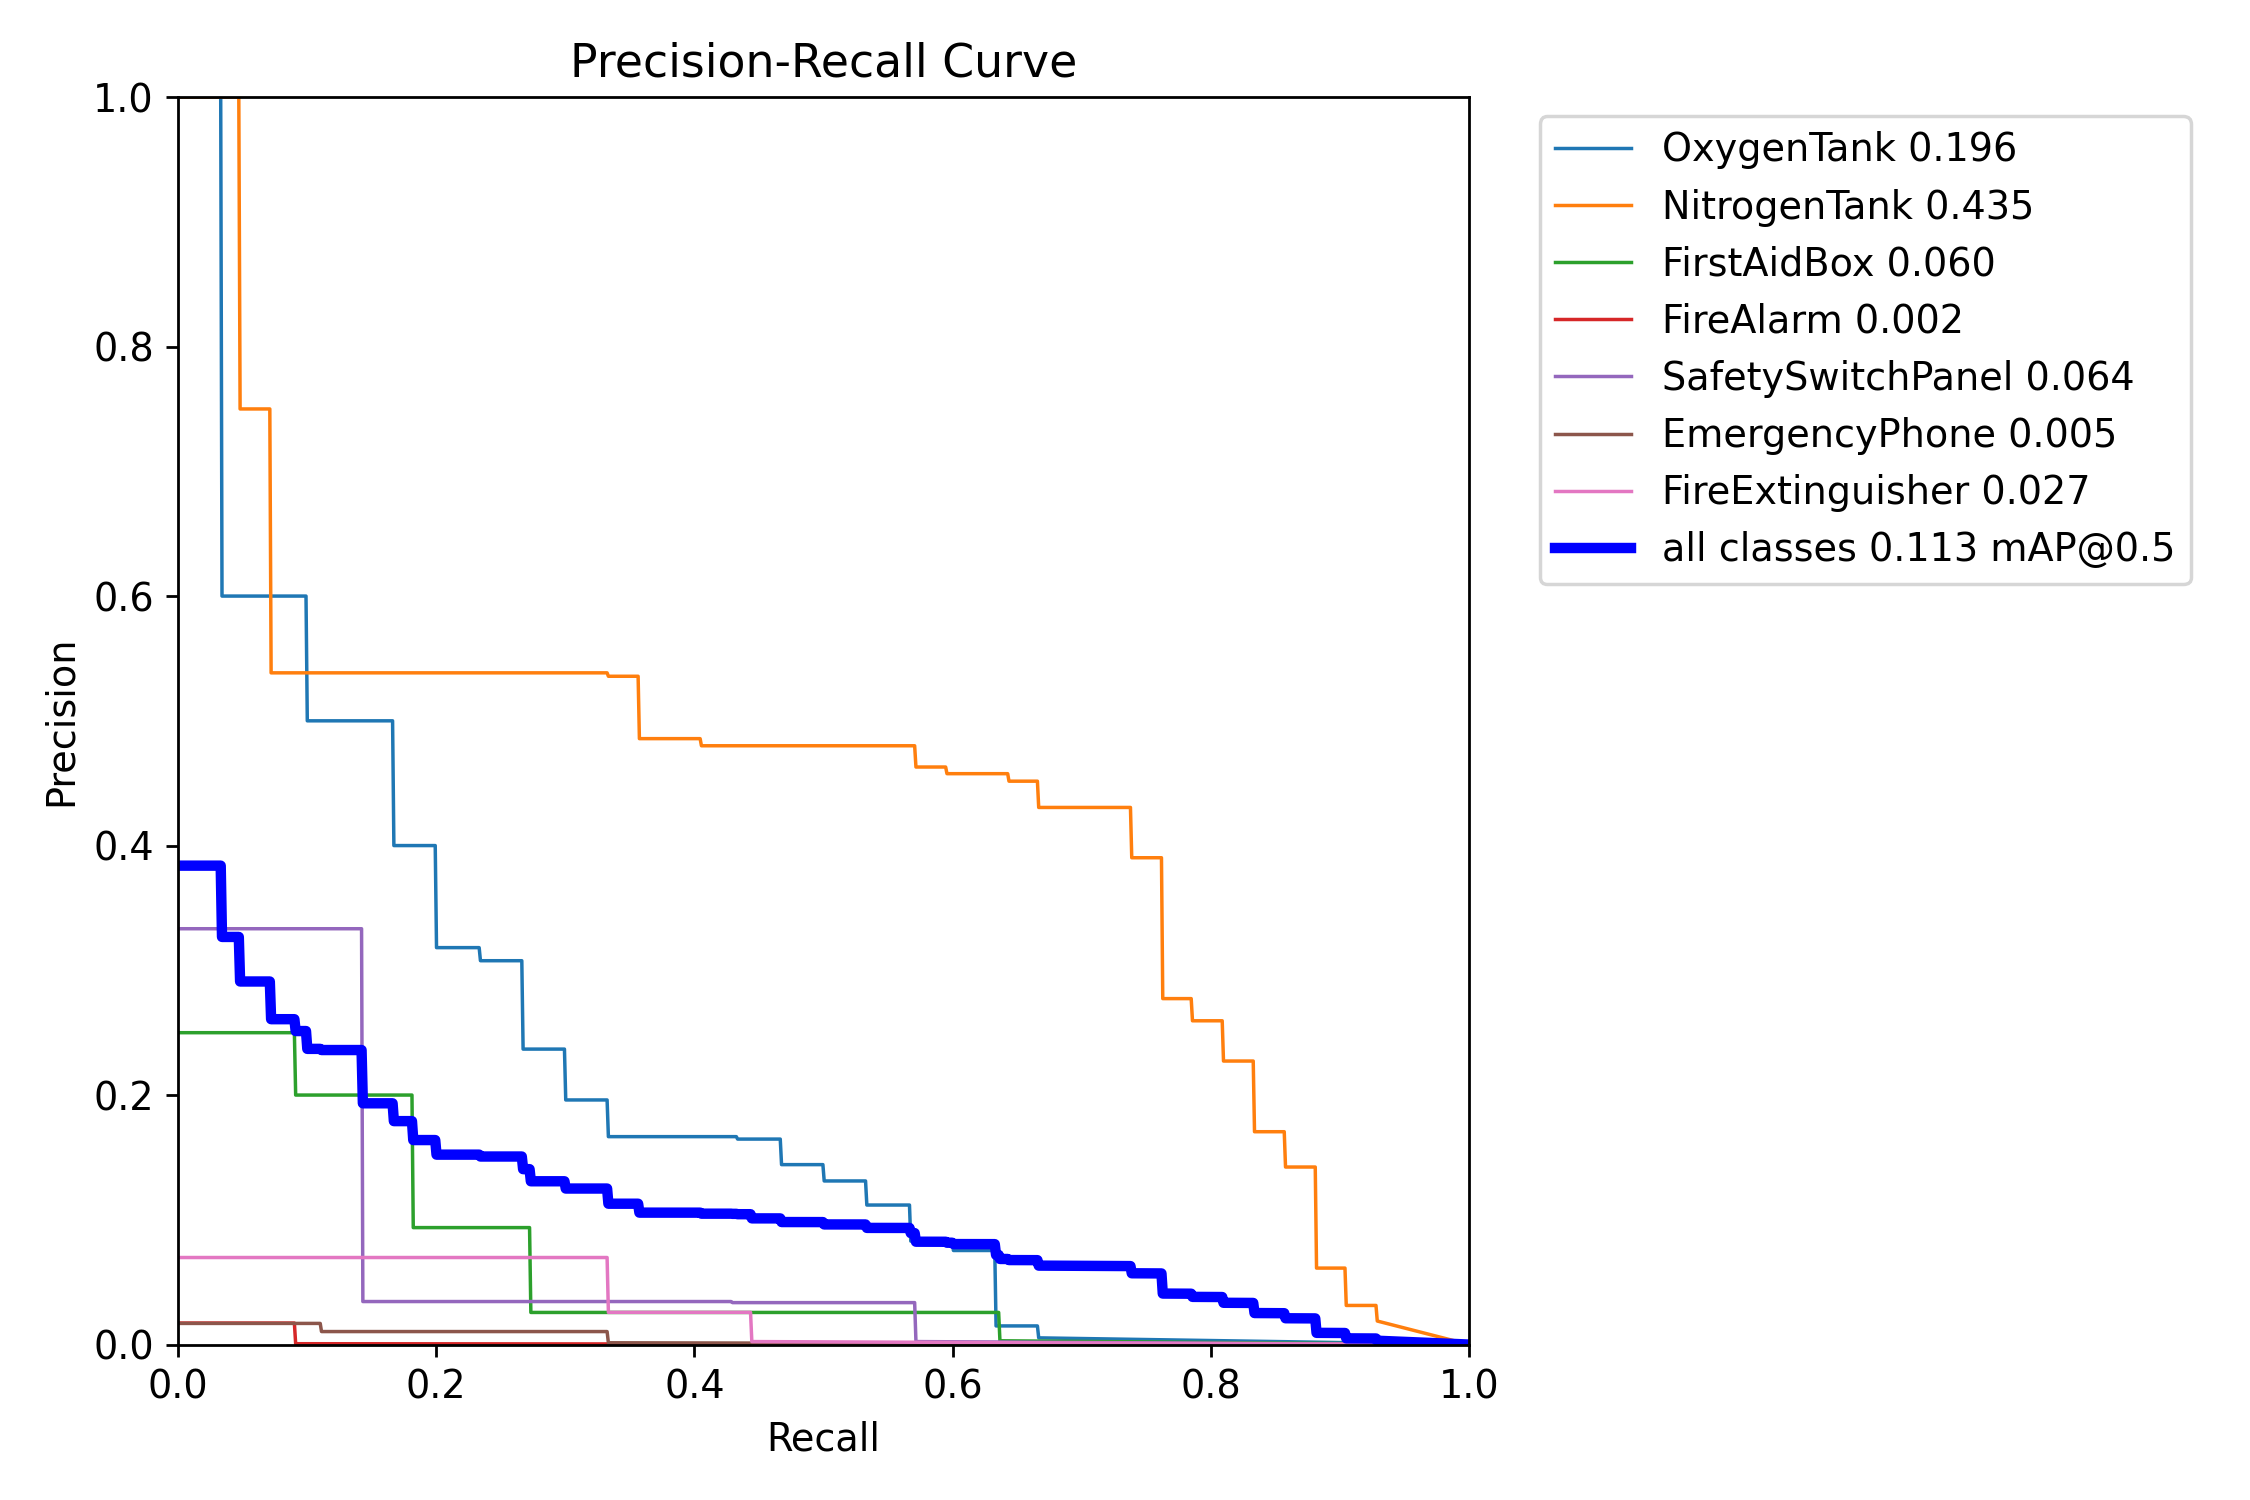 Precision-Recall Curve
1.0
0.8
0.6
0.4
0.2
0.0
Precision
0.0 0.2 0.4 0.6 0.8 1.0
Recall
OxygenTank 0.196
NitrogenTank 0.435
FirstAidBox 0.060
FireAlarm 0.002
SafetySwitchPanel 0.064
EmergencyPhone 0.005
FireExtinguisher 0.027
all classes 0.113 mAP@0.5